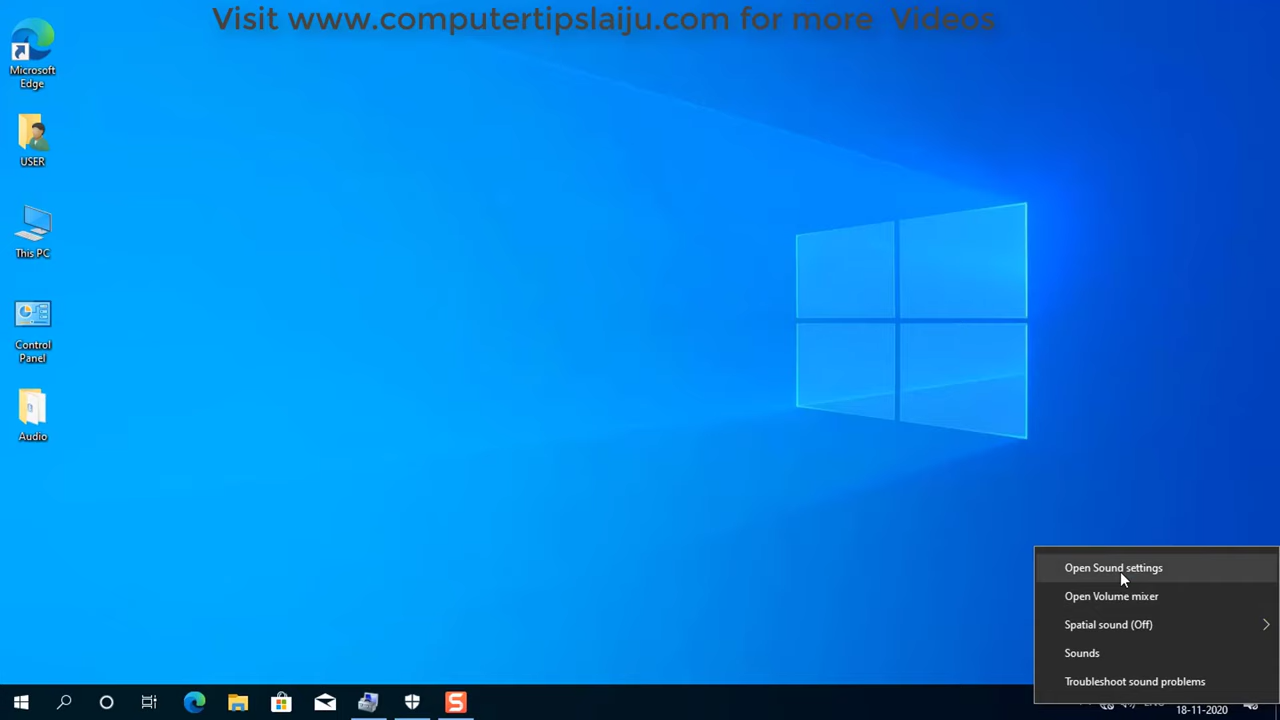 Visit www.computertipslaiju.com for more Videos
Microsoft
Edge
USER
This PC
Control
Panel
Audio
Open Sound settings
Open Volume mixer
Spatial sound (Off)
Sounds
Troubleshoot sound problems
18-11-2020